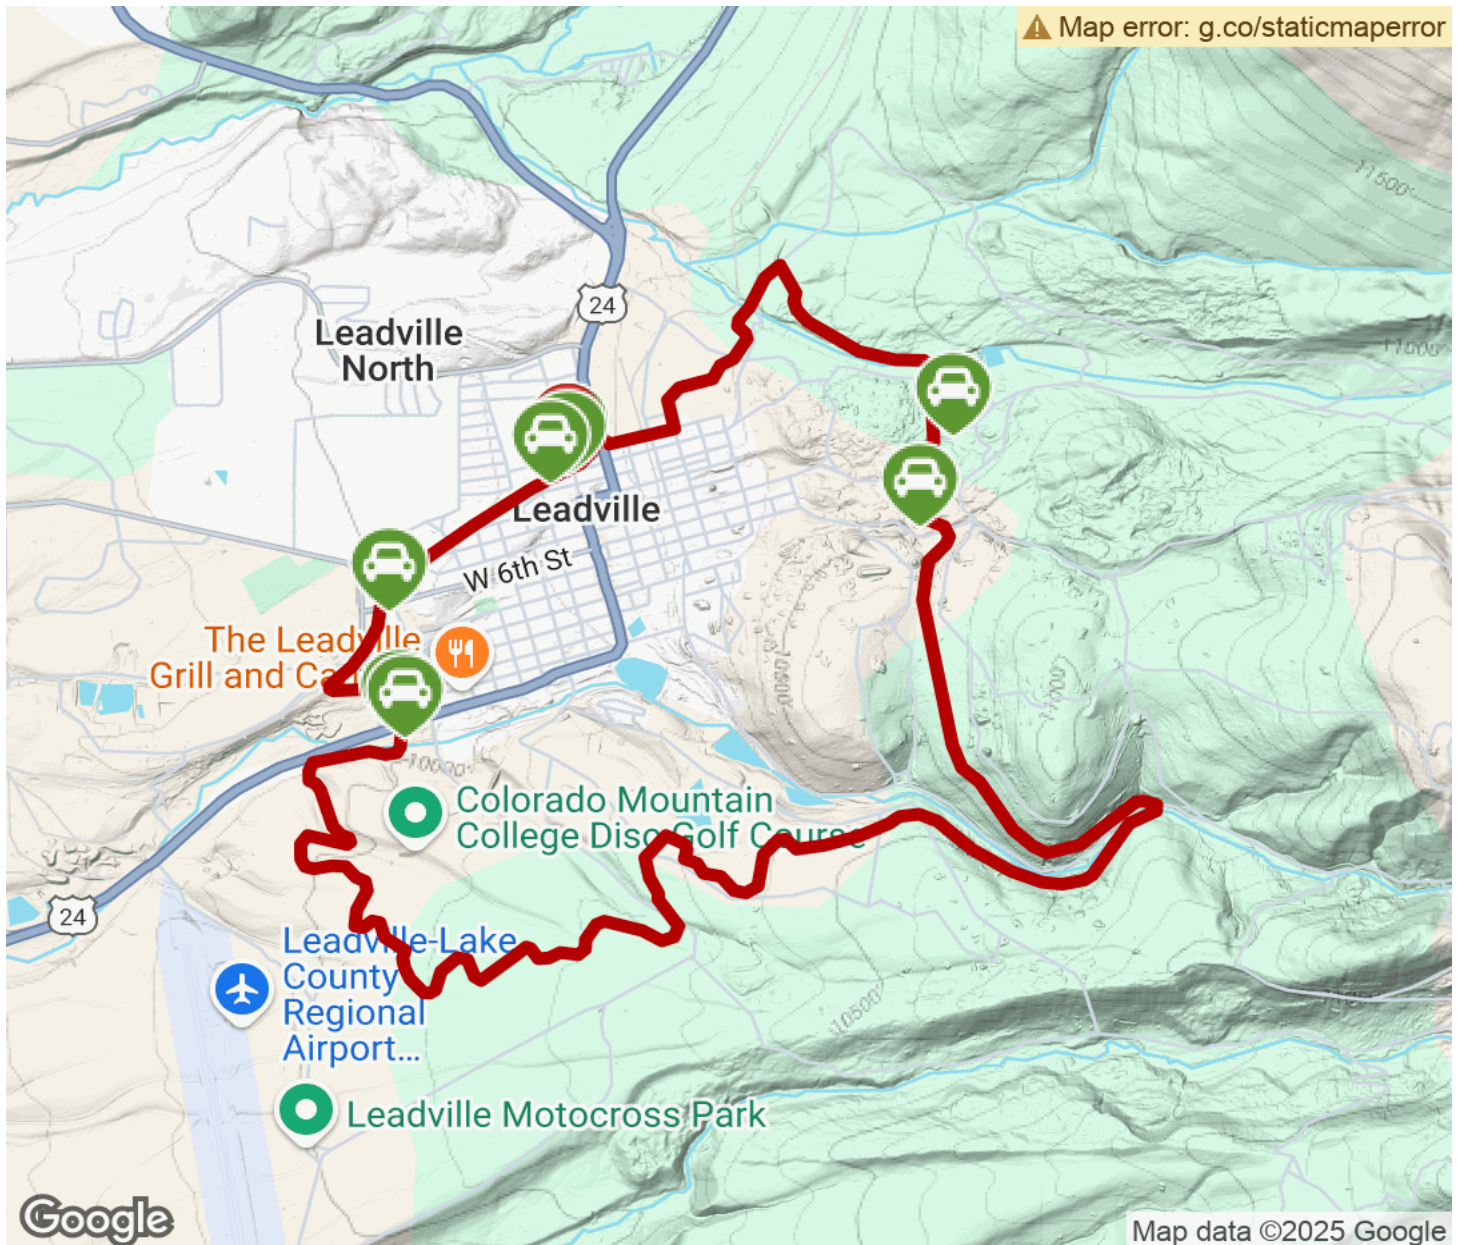 Map error: g.co/staticmaperror
11500'
24
Leadville
North
11000'
Leadville
W 6th St
The Leadville
Grill and Ca
10500'
11000'
10000'
Colorado Mountain
College Disc Golf Course
24
Leadville-Lake
County
Regional
Airport...
10500'
Leadville Motocross Park
Google
Map data ©2025 Google